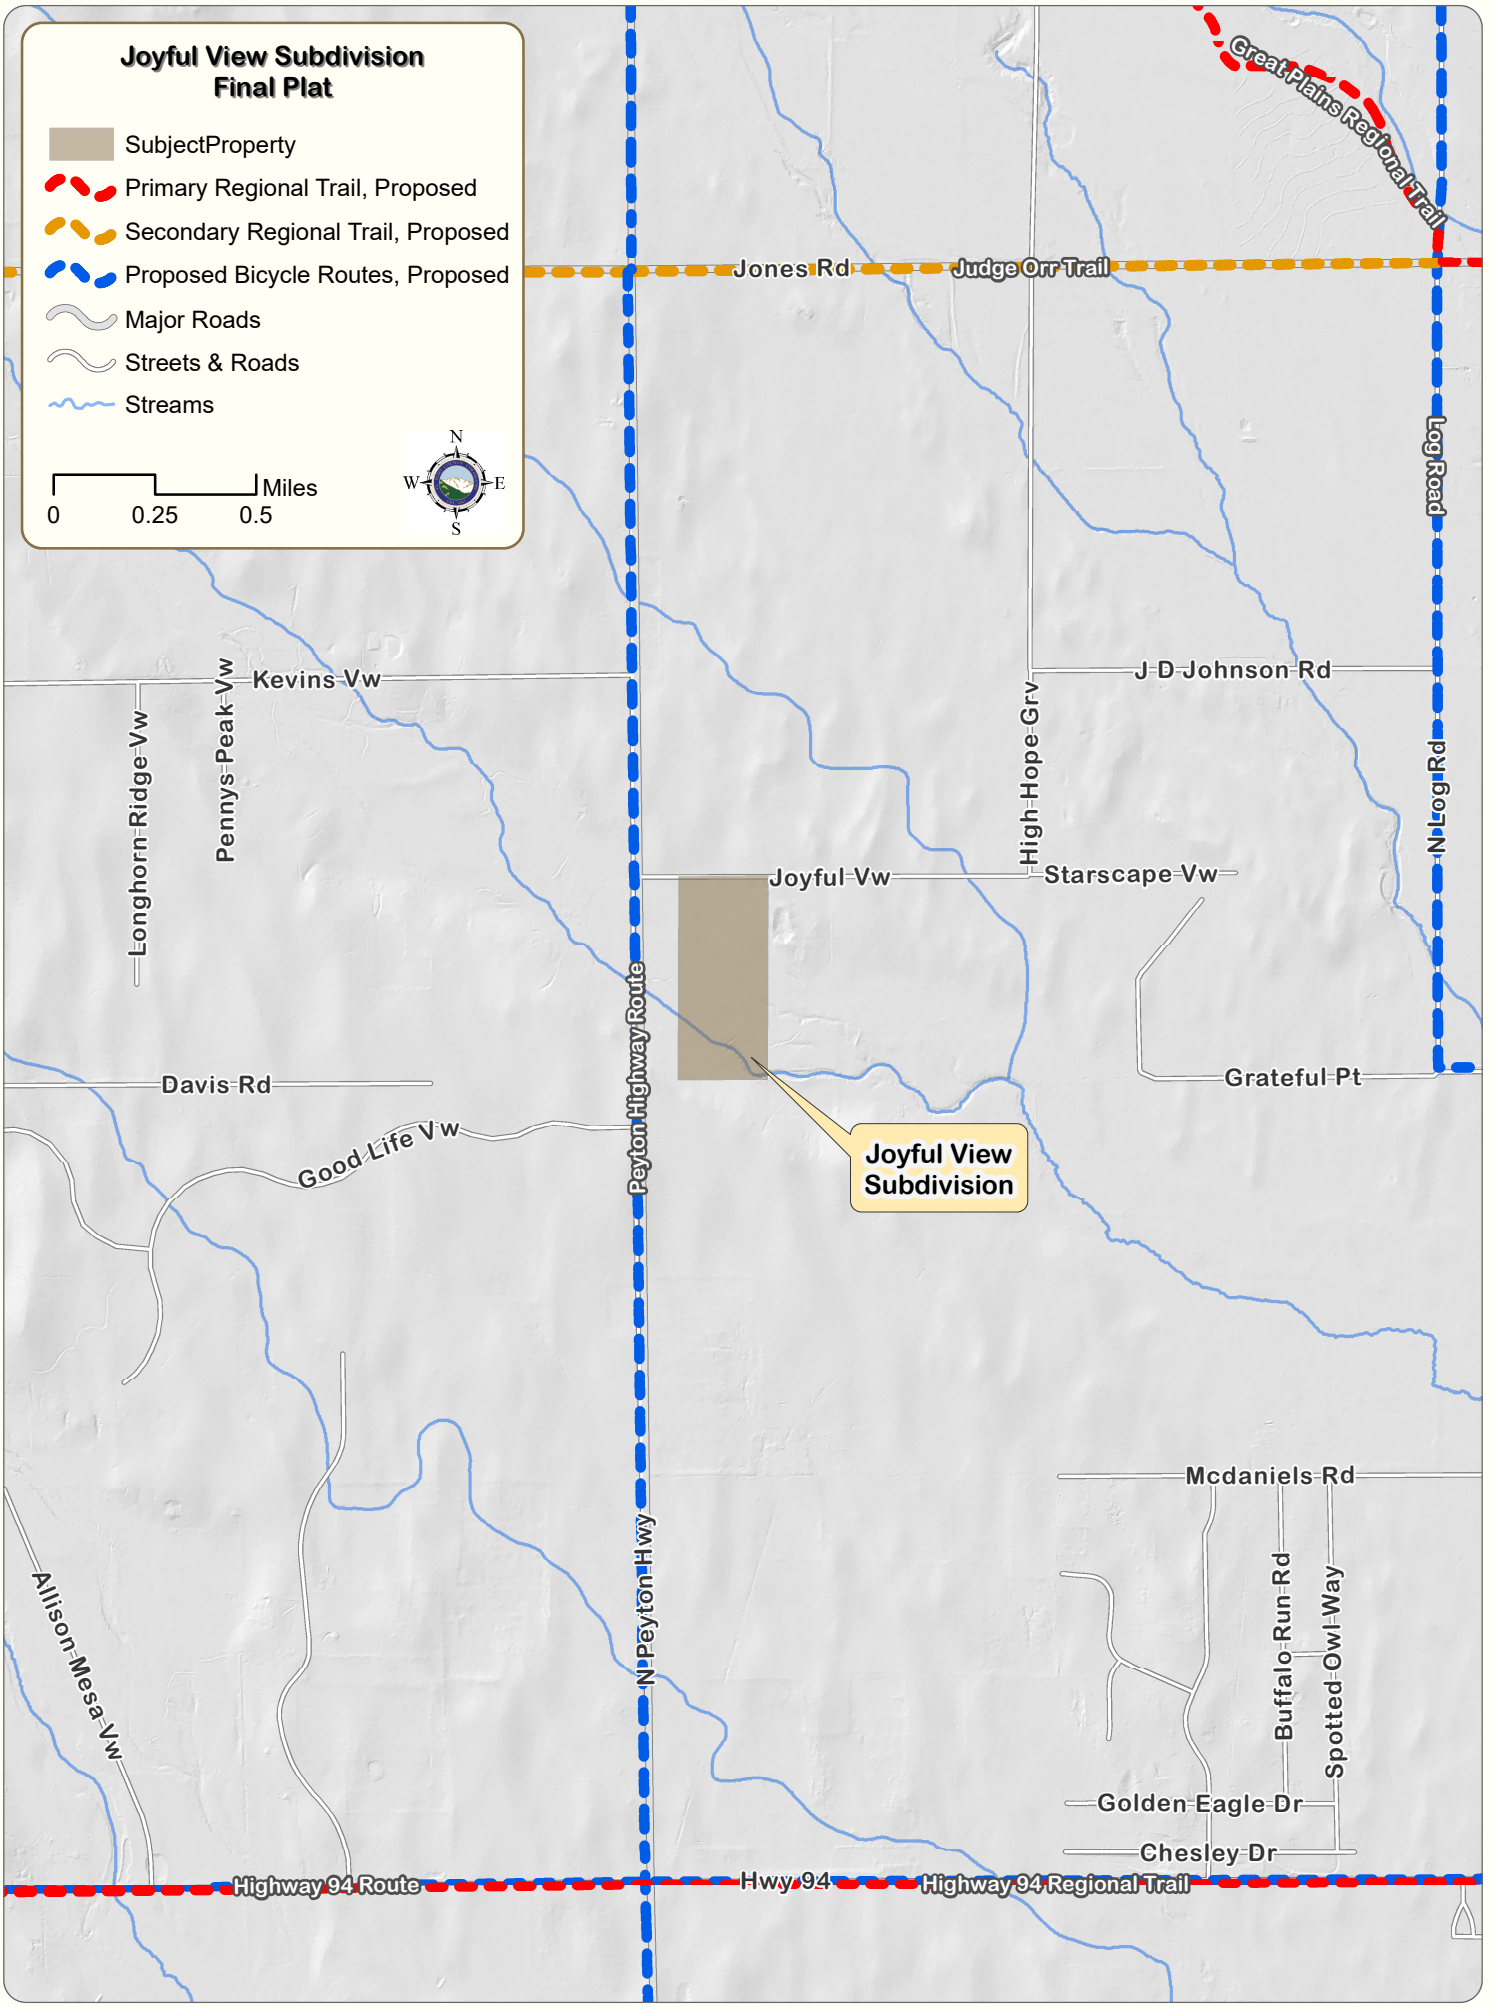 Joyful View Subdivision
Final Plat
SubjectProperty
Primary Regional Trail, Proposed
Secondary Regional Trail, Proposed
Proposed Bicycle Routes, Proposed
Major Roads
Streets & Roads
Streams
Miles
0 0.25 0.5
N
W E
S
Great Plains Regional Trail
Jones Rd
Judge Orr Trail
Log Road
Kevins Vw
Pennys Peak Vw
Longhorn Ridge Vw
J D Johnson Rd
High Hope Grv
N Log Rd
Joyful Vw
Starscape Vw
Peyton Highway Route
Davis Rd
Good Life Vw
Grateful Pt
Joyful View
Subdivision
Mcdaniels Rd
N Peyton Hwy
Allison Mesa Vw
Buffalo Run Rd
Spotted Owl Way
Golden Eagle Dr
Chesley Dr
Highway 94 Route
Hwy 94
Highway 94 Regional Trail